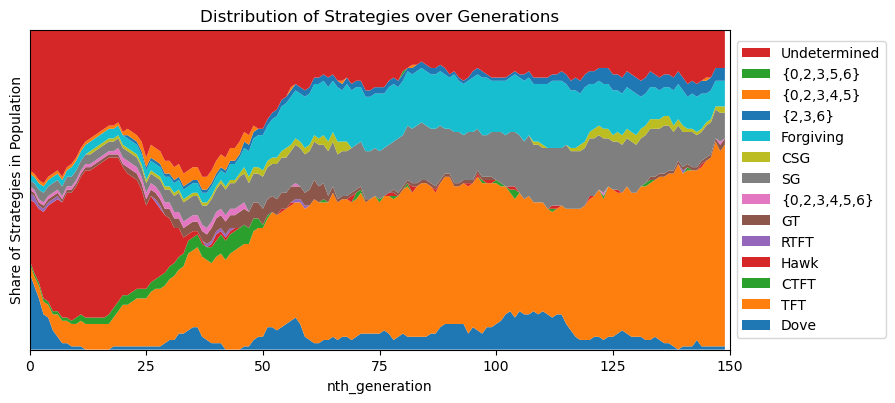 Distribution of Strategies over Generations
Share of Strategies in Population
0 25 50 75 100 125 150
nth_generation
Undetermined
{0,2,3,5,6}
{0,2,3,4,5}
{2,3,6}
Forgiving
CSG
SG
{0,2,3,4,5,6}
GT
RTFT
Hawk
CTFT
TFT
Dove